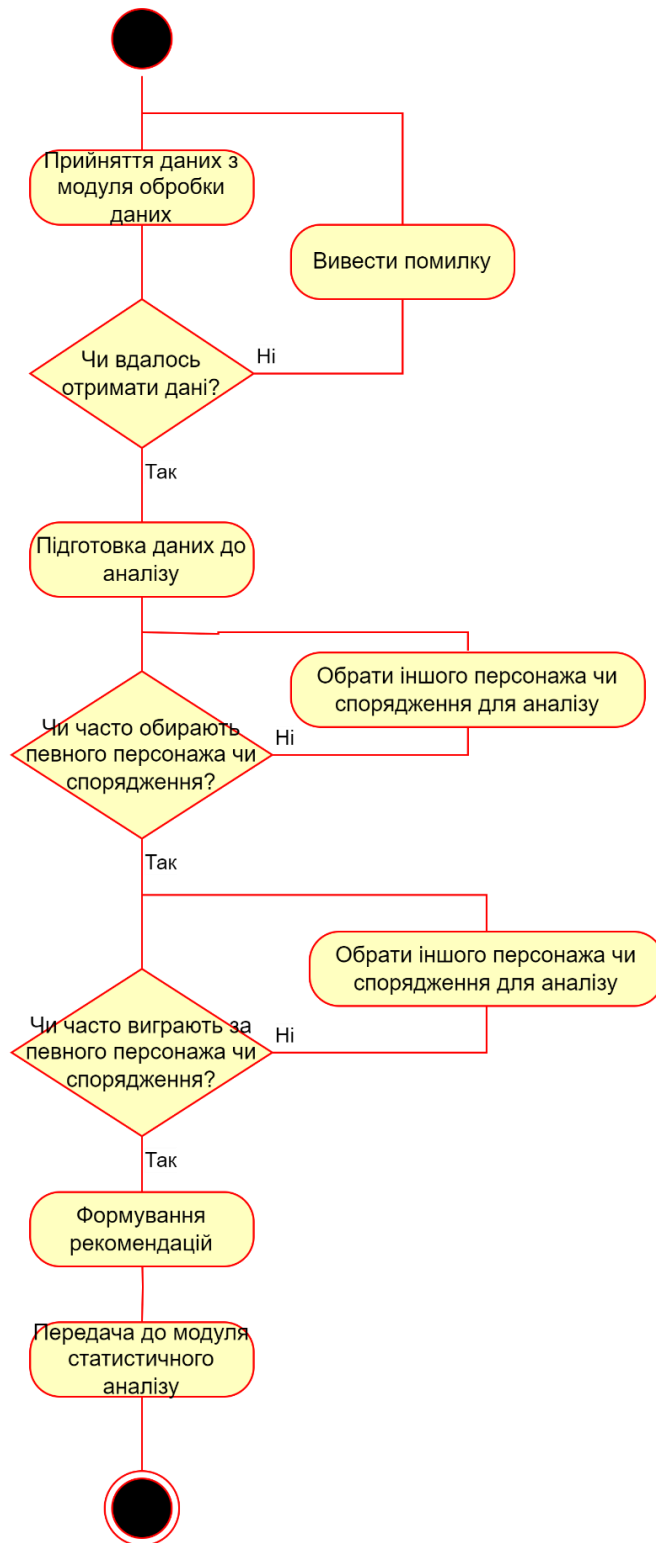 Прийняття даних з
модуля обробки
даних
Вивести помилку
Чи вдалось
отримати дані?
Ні
Так
Підготовка даних до
аналізу
Обрати іншого персонажа чи
спорядження для аналізу
Чи часто обирають
певного персонажа чи
спорядження?
Ні
Так
Обрати іншого персонажа чи
спорядження для аналізу
Чи часто виграють за
певного персонажа чи
спорядження?
Ні
Так
Формування
рекомендацій
Передача до модуля
статистичного
аналізу